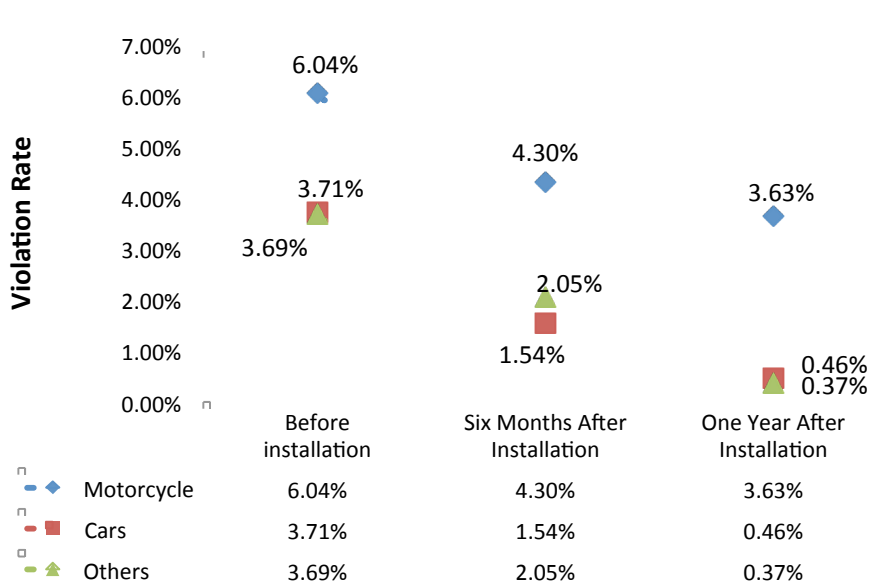 7.00%
6.04%
6.00%
5.00%
4.30%
4.00%
3.71%
3.63%
3.69%
3.00%
2.05%
2.00%
1.54%
1.00%
0.46%
0.37%
0.00%
Violation Rate
Before installation
Six Months After Installation
One Year After Installation
Motorcycle 6.04% 4.30% 3.63%
Cars 3.71% 1.54% 0.46%
Others 3.69% 2.05% 0.37%